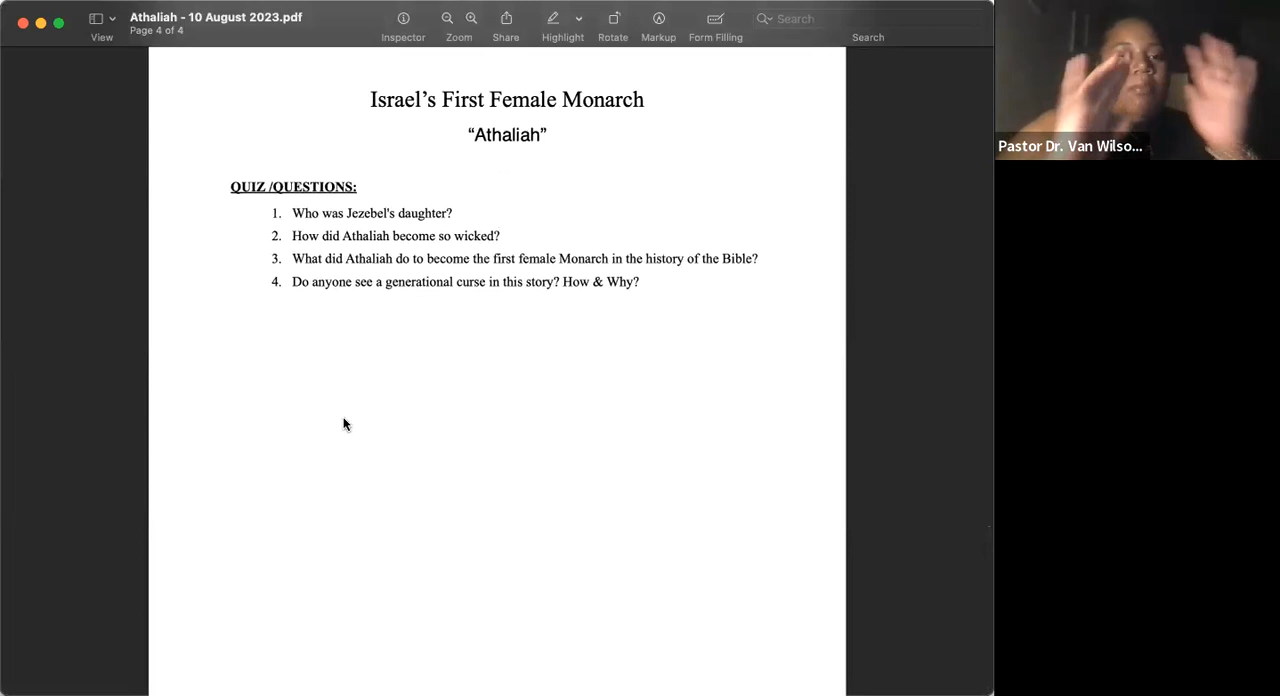 Athaliah - 10 August 2023.pdf
Page 4 of 4
View
Inspector
Zoom
Share
Highlight
Rotate
Markup
Form Filling
Search
Search
Israel’s First Female Monarch
“Athaliah”
QUIZ /QUESTIONS:
1. Who was Jezebel's daughter?
2. How did Athaliah become so wicked?
3. What did Athaliah do to become the first female Monarch in the history of the Bible?
4. Do anyone see a generational curse in this story? How & Why?
Pastor Dr. Van Wilso...